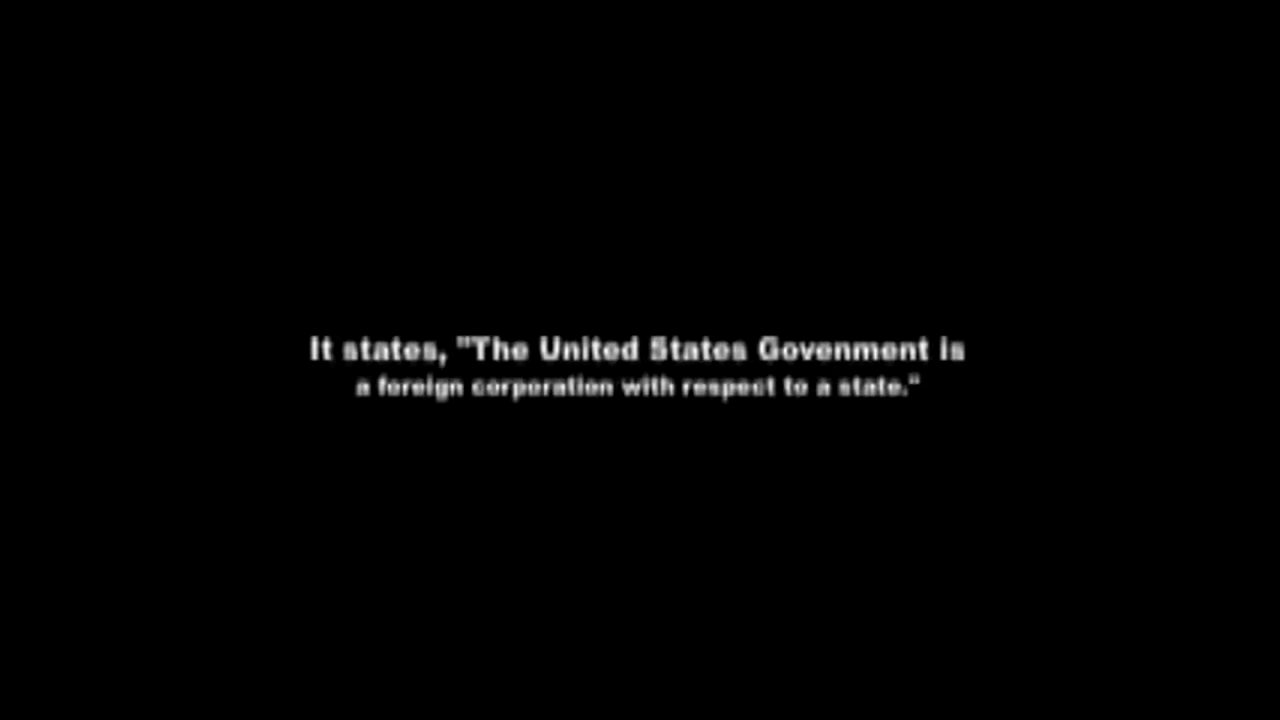 It states, "The United States Govenment is
a foreign corporation with respect to a state."